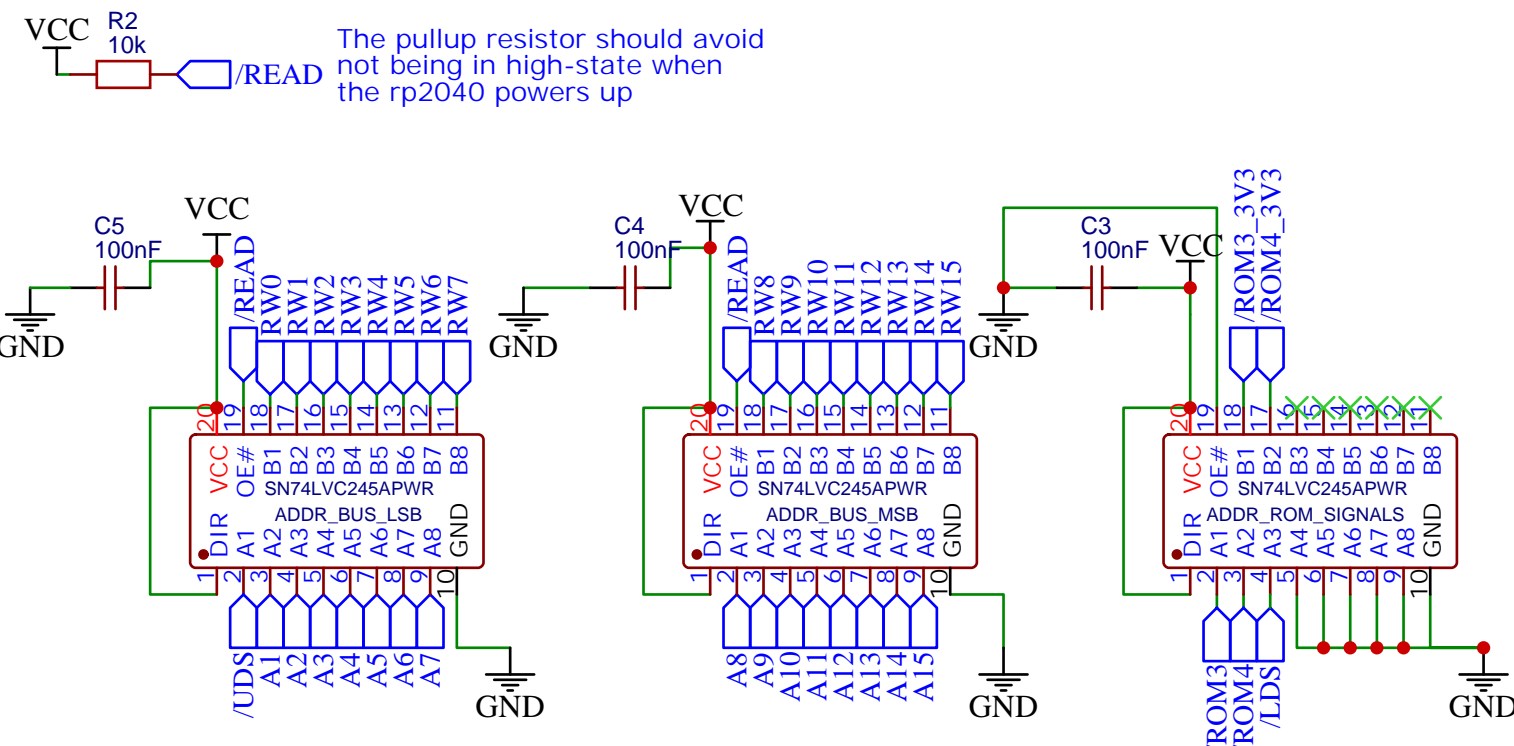 VCC
R2
10k
/READ
The pullup resistor should avoid
not being in high-state when
the rp2040 powers up
C5
100nF
VCC
GND
/READ
RW0
RW1
RW2
RW3
RW4
RW5
RW6
RW7
20
19
18
17
16
15
14
13
12
11
VCC
OE#
B1
B2
B3
B4
B5
B6
B7
B8
SN74LVC245APWR
ADDR_BUS_LSB
DIR
A1
A2
A3
A4
A5
A6
A7
A8
GND
1
2
3
4
5
6
7
8
9
10
/UDS
A1
A2
A3
A4
A5
A6
A7
GND
C4
100nF
VCC
GND
/READ
RW8
RW9
RW10
RW11
RW12
RW13
RW14
RW15
20
19
18
17
16
15
14
13
12
11
VCC
OE#
B1
B2
B3
B4
B5
B6
B7
B8
SN74LVC245APWR
ADDR_BUS_MSB
DIR
A1
A2
A3
A4
A5
A6
A7
A8
GND
1
2
3
4
5
6
7
8
9
10
A8
A9
A10
A11
A12
A13
A14
A15
GND
C3
100nF
VCC
GND
/ROM3_3V3
/ROM4_3V3
20
19
18
17
16
15
14
13
12
11
VCC
OE#
B1
B2
B3
B4
B5
B6
B7
B8
SN74LVC245APWR
ADDR_ROM_SIGNALS
DIR
A1
A2
A3
A4
A5
A6
A7
A8
GND
1
2
3
4
5
6
7
8
9
10
ROM3
ROM4
/LDS
GND